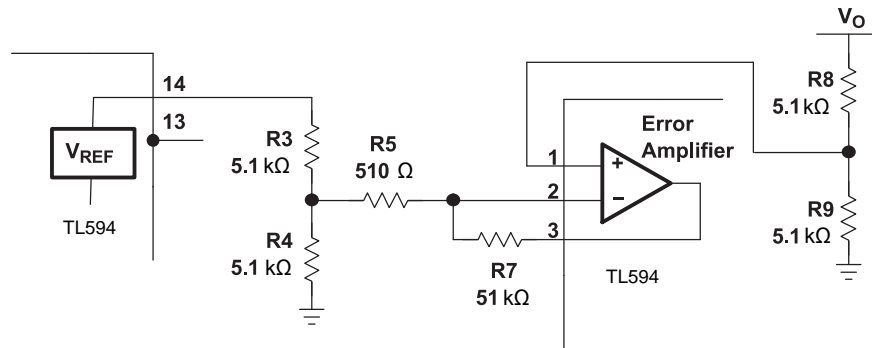 14
13
VREF
TL594
R3
5.1 kΩ
R4
5.1 kΩ
R5
510 Ω
R7
51 kΩ
1
2
3
+
−
Error
Amplifier
TL594
VO
R8
5.1 kΩ
R9
5.1 kΩ